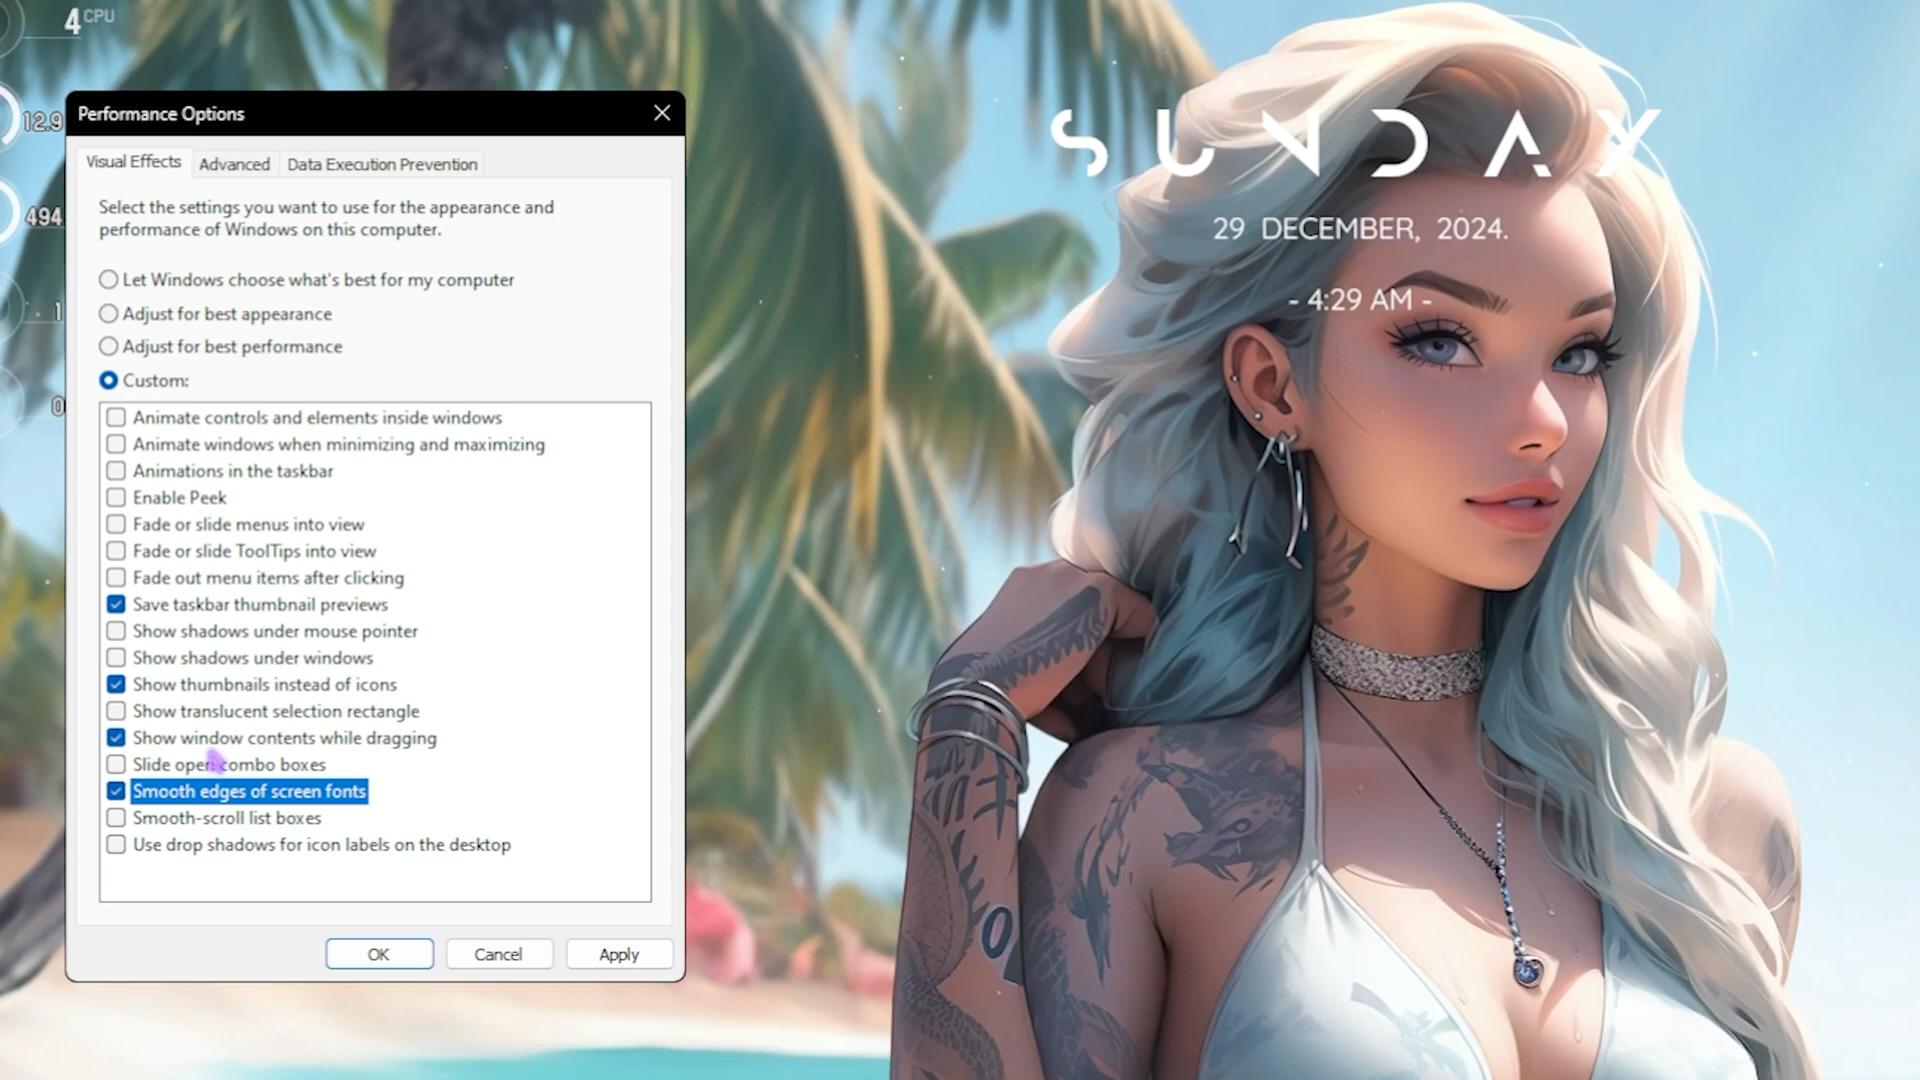 4 CPU
12.9
494
1
0
Performance Options
Visual Effects
Advanced
Data Execution Prevention
Select the settings you want to use for the appearance and
performance of Windows on this computer.
Let Windows choose what's best for my computer
Adjust for best appearance
Adjust for best performance
Custom:
Animate controls and elements inside windows
Animate windows when minimizing and maximizing
Animations in the taskbar
Enable Peek
Fade or slide menus into view
Fade or slide ToolTips into view
Fade out menu items after clicking
Save taskbar thumbnail previews
Show shadows under mouse pointer
Show shadows under windows
Show thumbnails instead of icons
Show translucent selection rectangle
Show window contents while dragging
Slide open combo boxes
Smooth edges of screen fonts
Smooth-scroll list boxes
Use drop shadows for icon labels on the desktop
OK
Cancel
Apply
SUNDAY
29 DECEMBER, 2024.
- 4:29 AM -